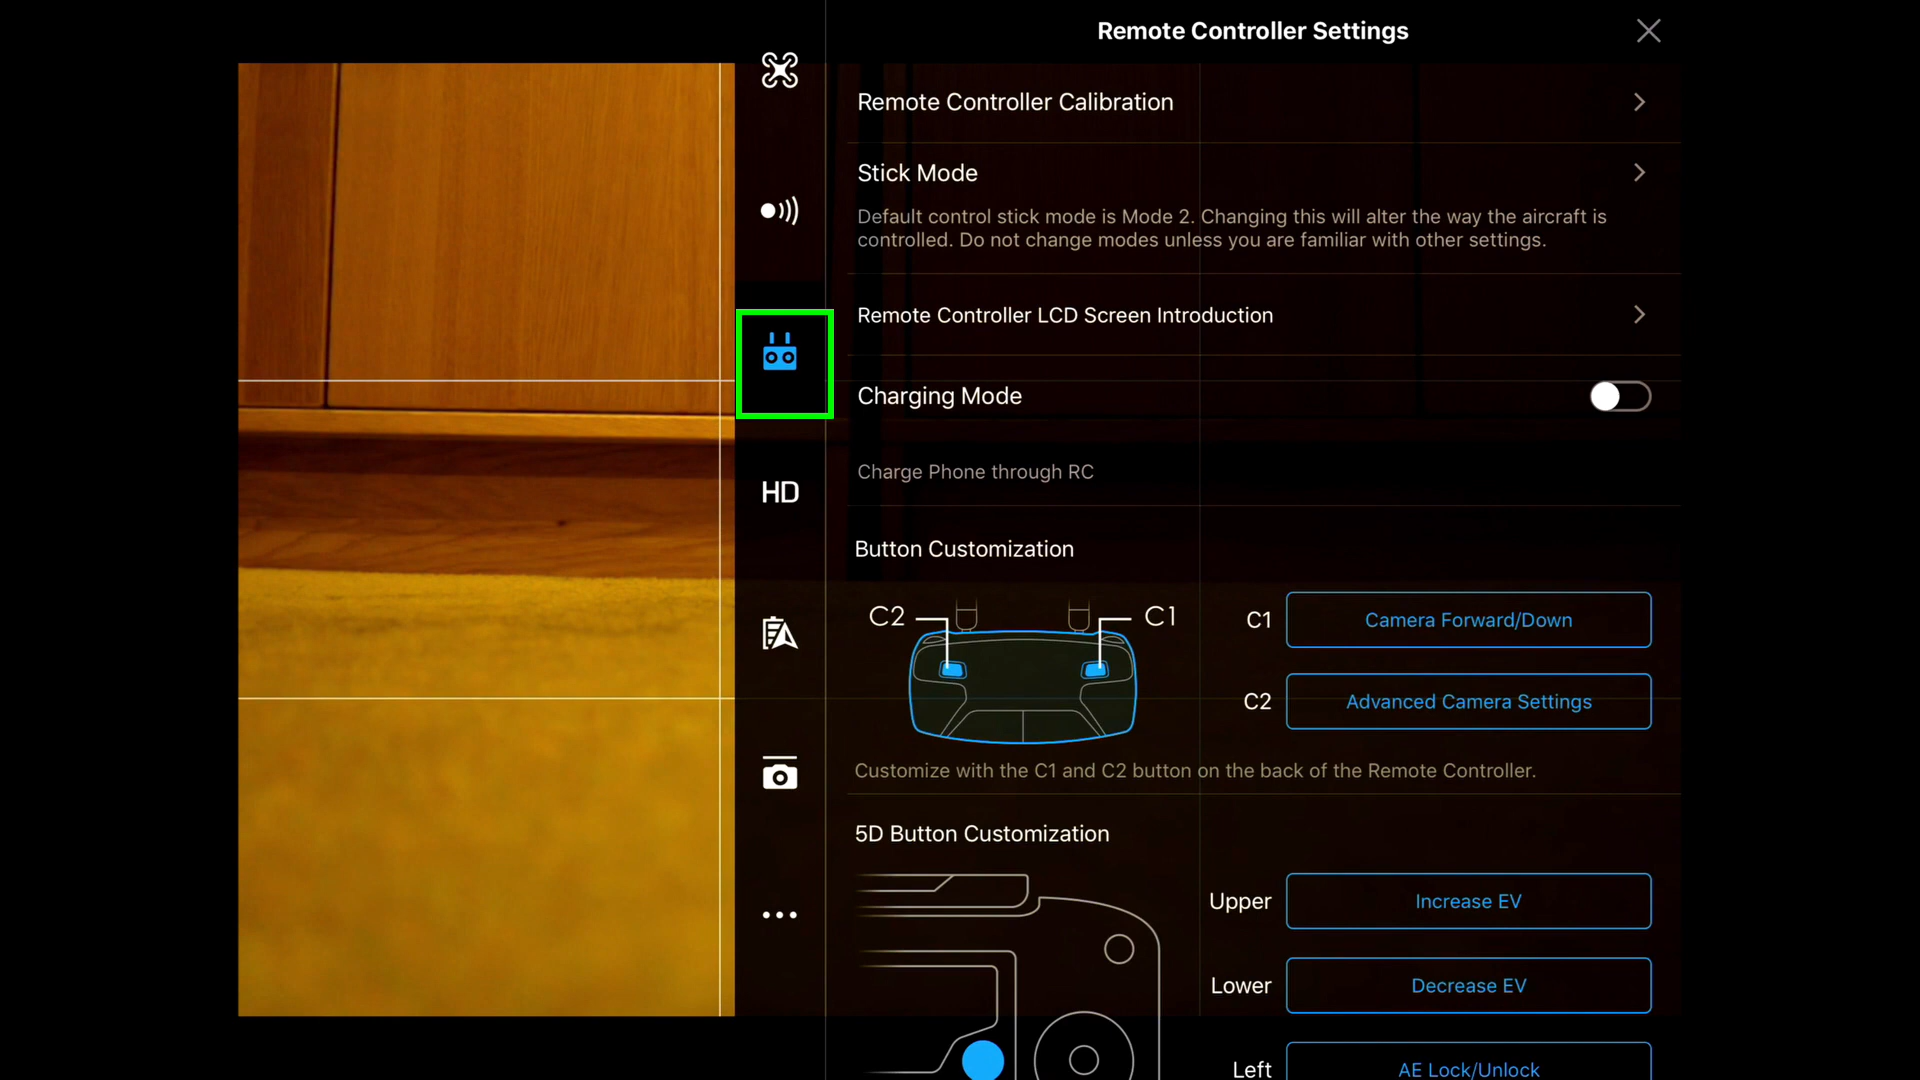 Remote Controller Settings
Remote Controller Calibration
Stick Mode
Default control stick mode is Mode 2. Changing this will alter the way the aircraft is
controlled. Do not change modes unless you are familiar with other settings.
Remote Controller LCD Screen Introduction
Charging Mode
HD
Charge Phone through RC
Button Customization
C2
C1
C1
Camera Forward/Down
C2
Advanced Camera Settings
Customize with the C1 and C2 button on the back of the Remote Controller.
5D Button Customization
Upper
Increase EV
Lower
Decrease EV
Left
AE Lock/Unlock